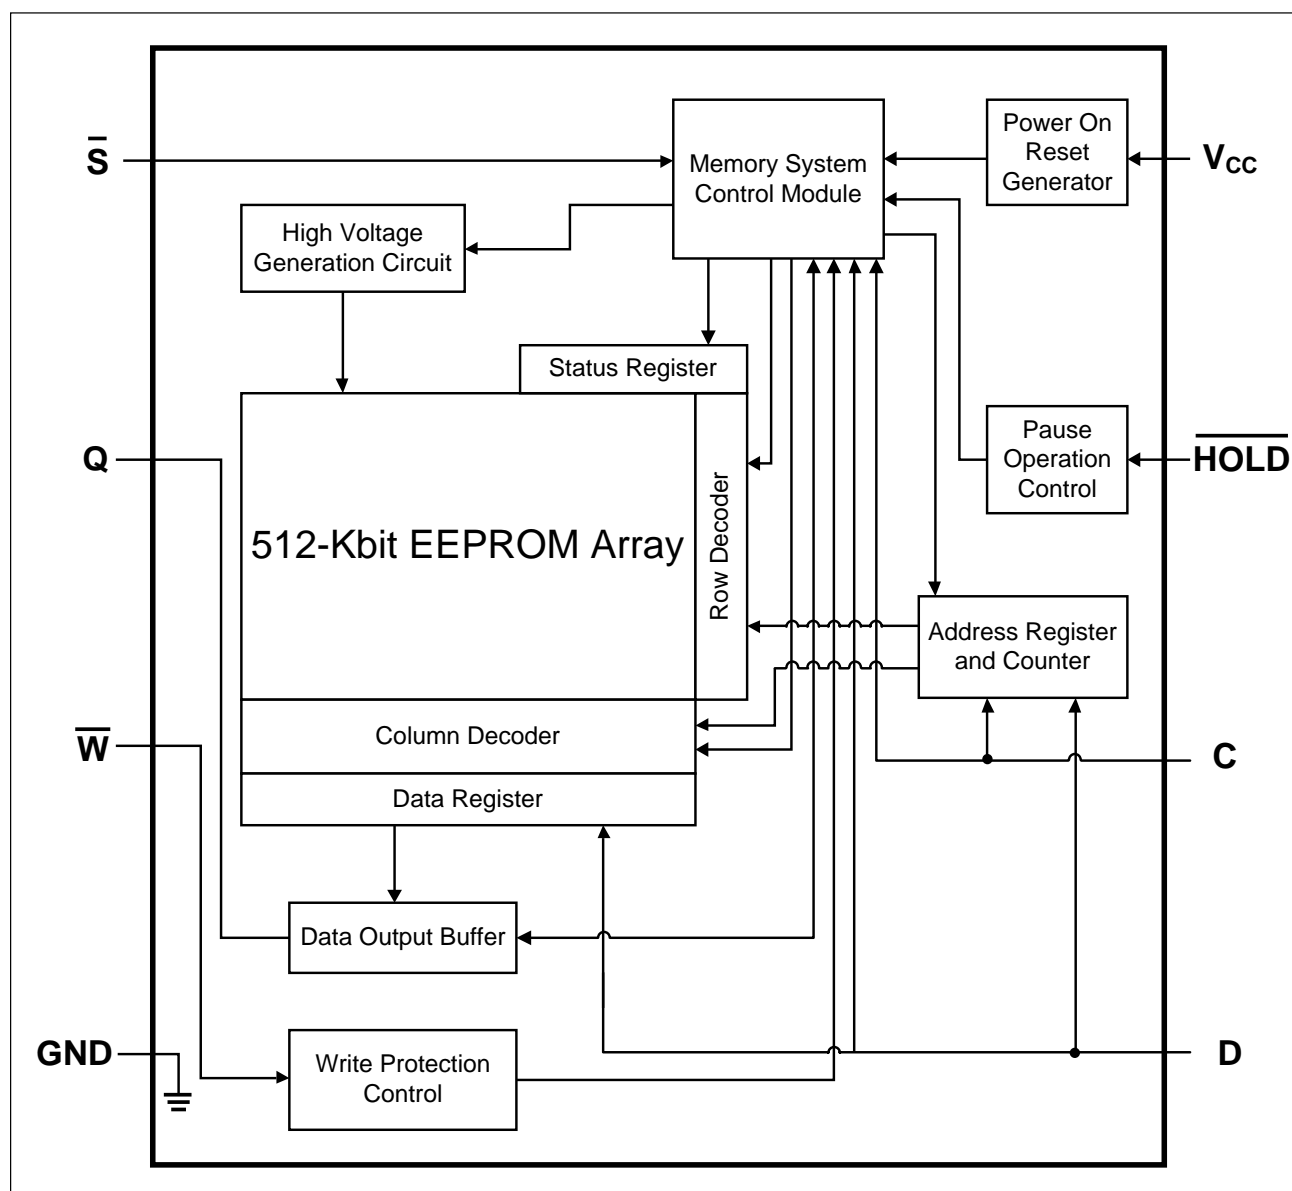 Power On
Reset
Generator
S̅
Memory System
Control Module
V_CC
High Voltage
Generation Circuit
Status Register
Q
512-Kbit EEPROM Array
Row Decoder
Pause
Operation
Control
H̅O̅L̅D̅
Address Register
and Counter
W̅
Column Decoder
C
Data Register
Data Output Buffer
GND
Write Protection
Control
D